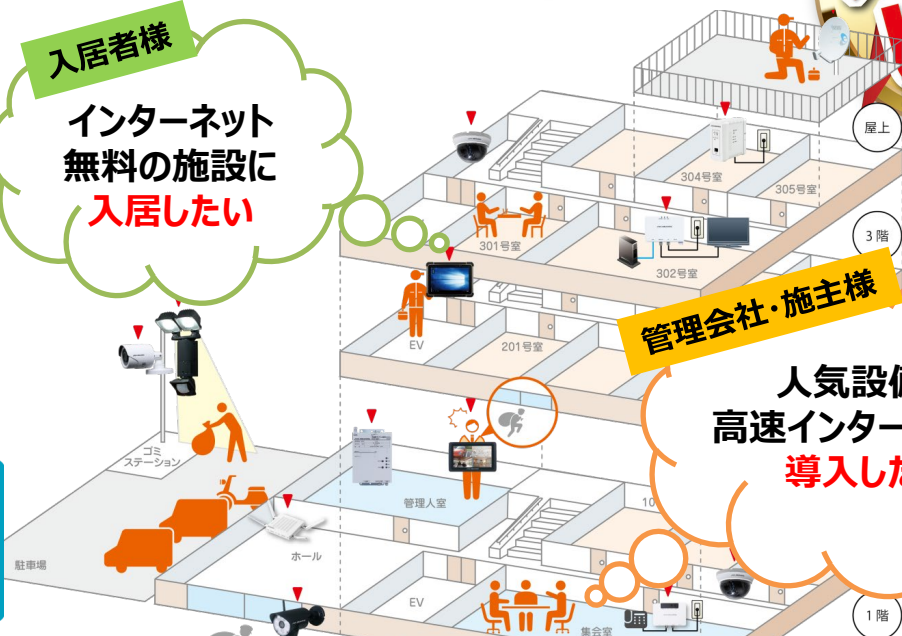 入居者様
インターネット
無料の施設に
入居したい
屋上
304号室
305号室
301号室
302号室
3階
管理会社・施主様
EV
201号室
人気設
高速インター
導入し
ゴミ
ステーション
管理人室
10
ホール
駐車場
EV
集会室
1階